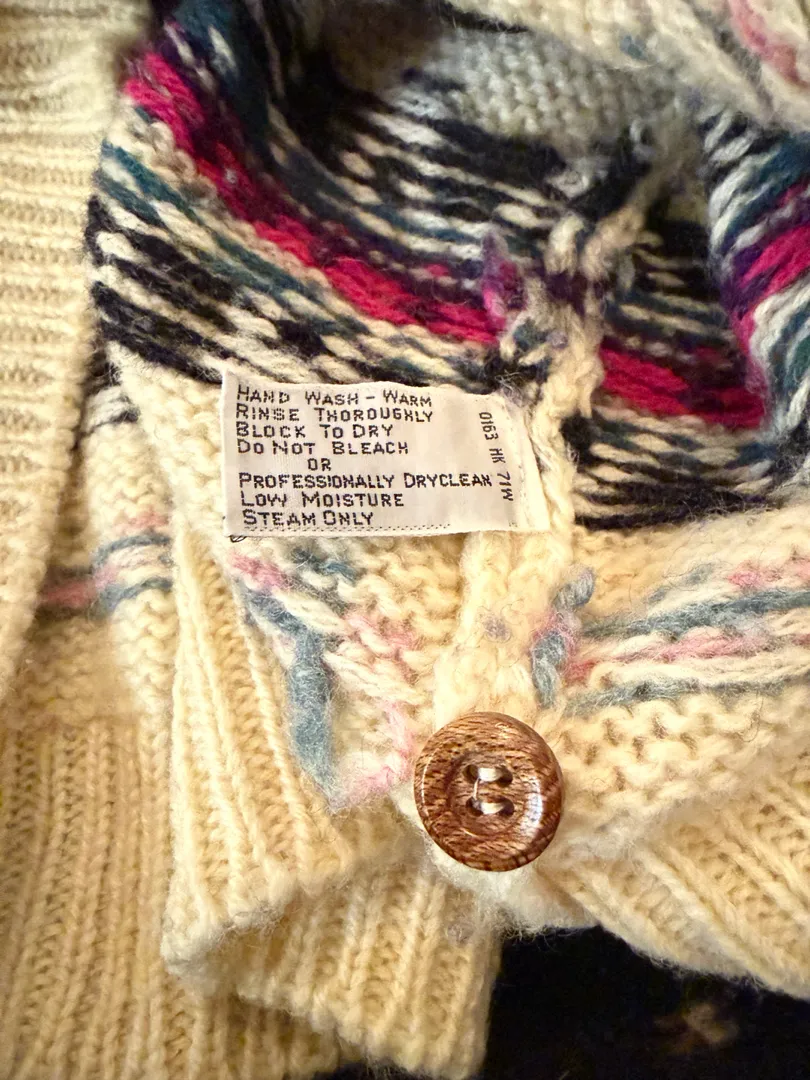 HAND WASH - WARM
RINSE THOROUGHLY
BLOCK TO DRY
DO NOT BLEACH
OR
PROFESSIONALLY DRYCLEAN
LOW MOISTURE
STEAM ONLY
0163 HK 71W